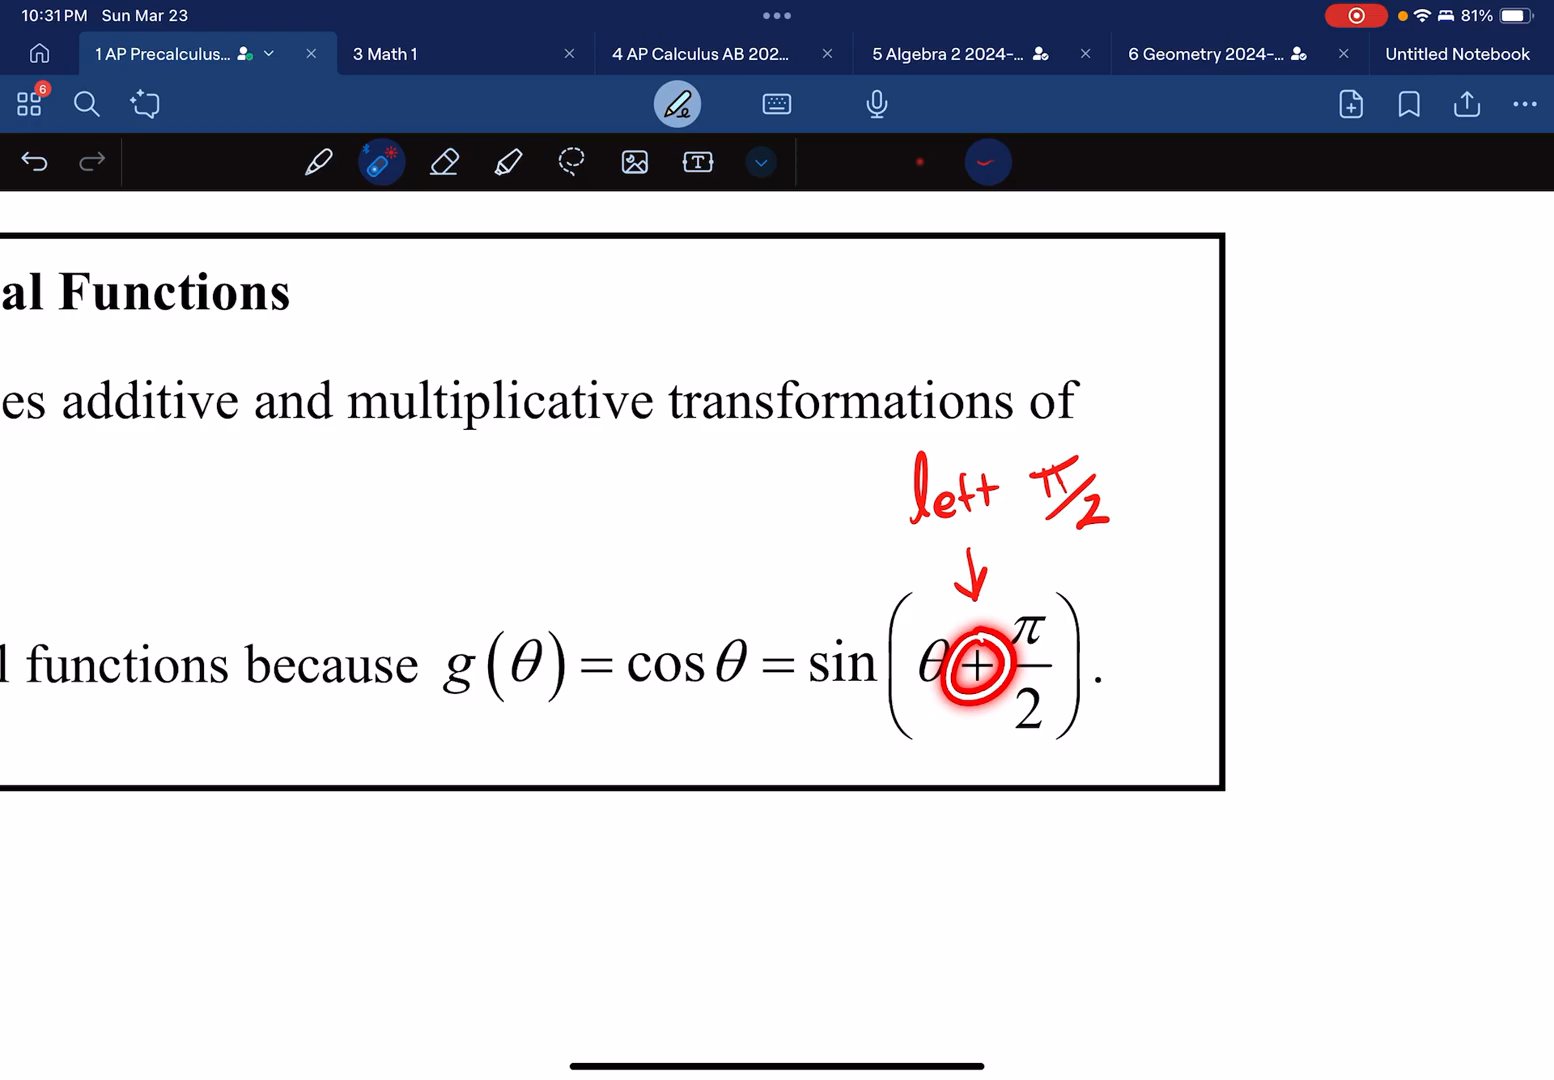 10:31 PM Sun Mar 23 81%
1 AP Precalculus... 3 Math 1 4 AP Calculus AB 202... 5 Algebra 2 2024-... 6 Geometry 2024-... Untitled Notebook
6
T
al Functions
es additive and multiplicative transformations of
left π/2
l functions because g(θ) = cos θ = sin(θ + π/2).